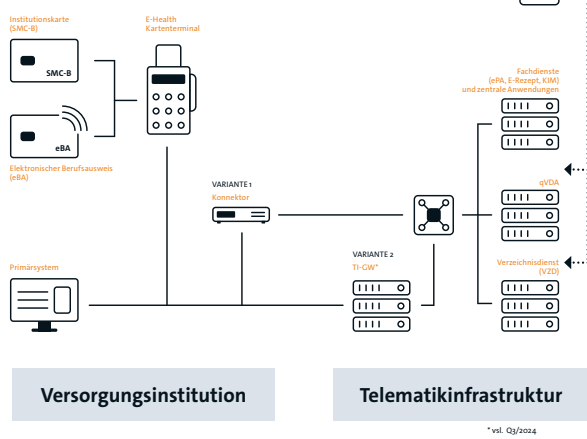 Institutionskarte
(SMC-B)
E-Health
Kartenterminal
SMC-B
eBA
Elektronischer Berufsausweis
(eBA)
Fachdienste
(ePA, E-Rezept, KIM)
und zentrale Anwendungen
VARIANTE 1
Konnektor
qVDA
VARIANTE 2
TI-GW*
Primärsystem
Verzeichnisdienst
(VZD)
Versorgungsinstitution
Telematikinfrastruktur
* vsl. Q3/2024